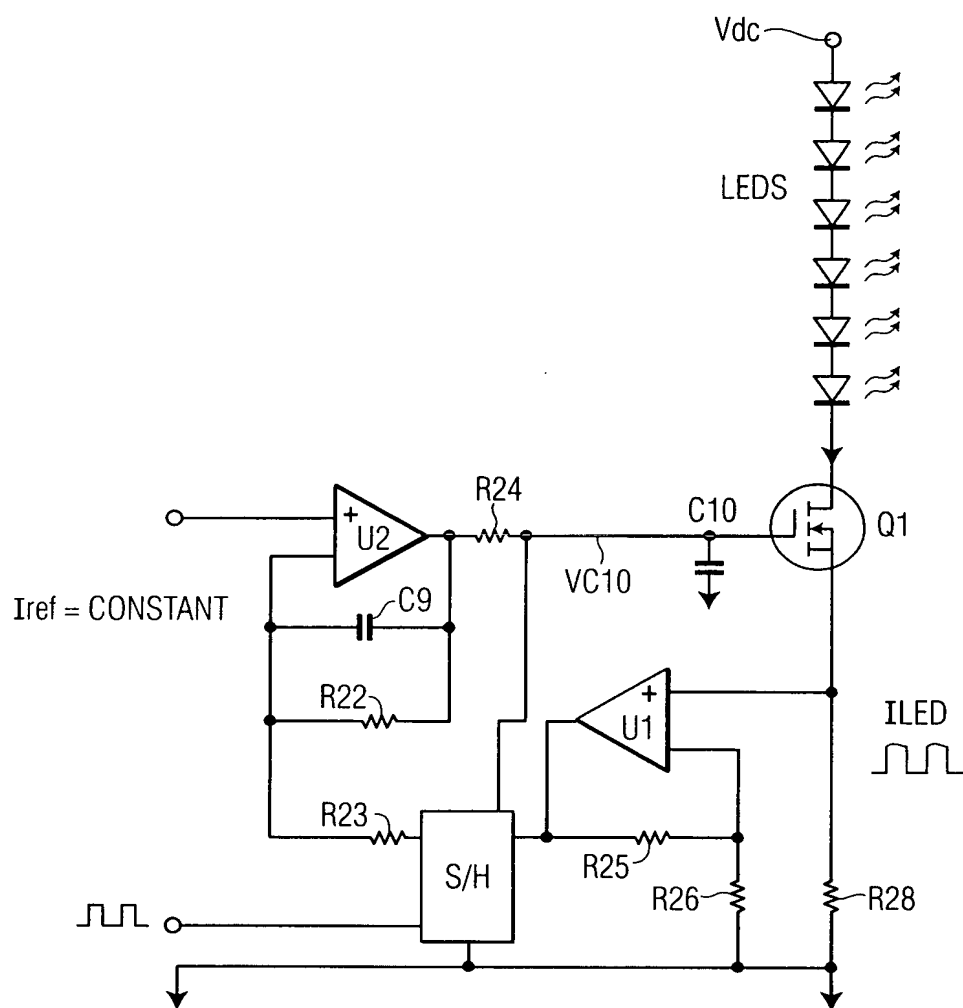 Vdc
LEDS
R24
C10
Q1
+
U2
VC10
C9
Iref = CONSTANT
R22
+
U1
ILED
R23
R25
S/H
R26
R28